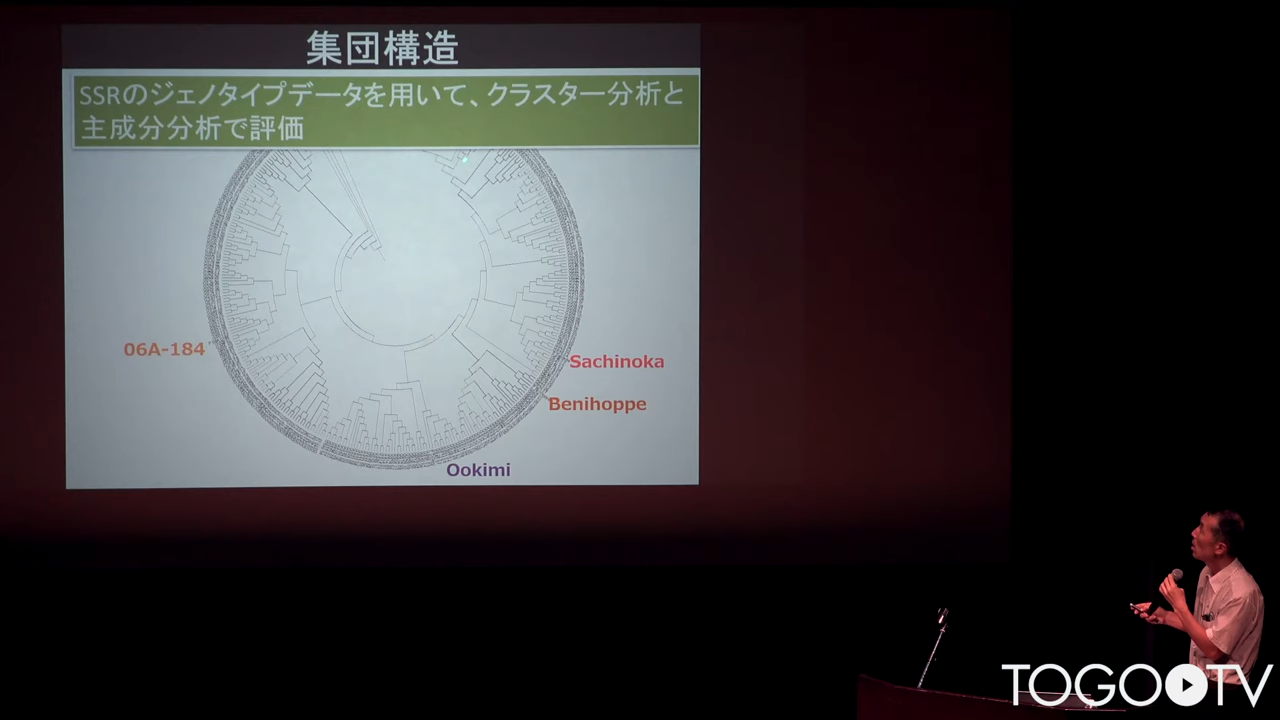 集団構造
SSRのジェノタイプデータを用いて、クラスター分析と
主成分分析で評価
06A-184
Sachinoka
Benihoppe
Ookimi
TOGOTV